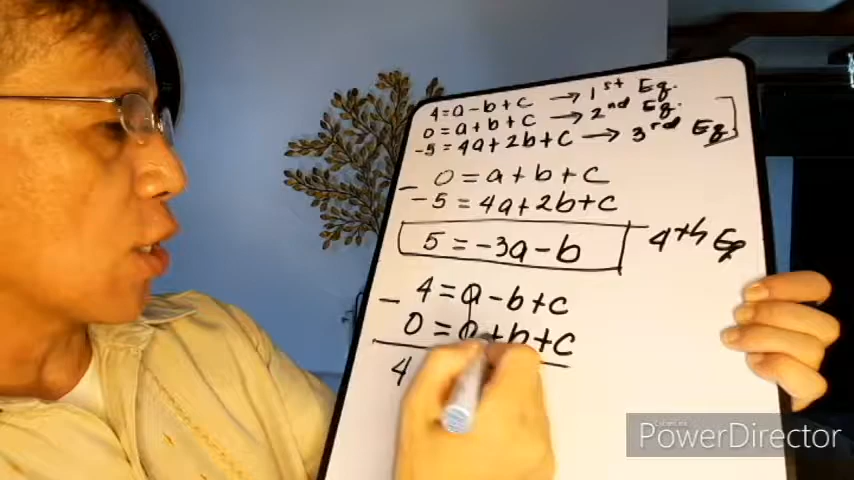 4 = a - b + c → 1st Eq.
0 = a + b + c → 2nd Eq.
-5 = 4a + 2b + c → 3rd Eq
- 0 = a + b + c
-5 = 4a + 2b + c
5 = -3a - b 4th Eq
- 4 = a - b + c
0 = a + b + c
4
CyberLink
PowerDirector